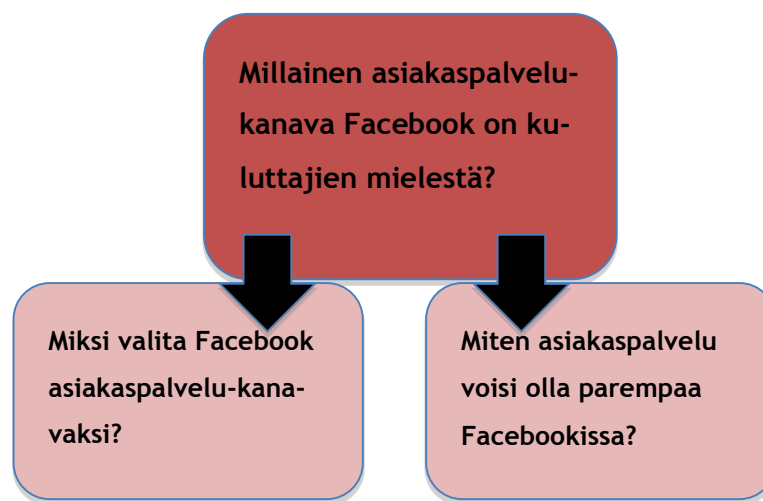 Millainen asiakaspalvelu-
kanava Facebook on ku-
luttajien mielestä?
Miksi valita Facebook
asiakaspalvelu-kana-
vaksi?
Miten asiakaspalvelu
voisi olla parempaa
Facebookissa?